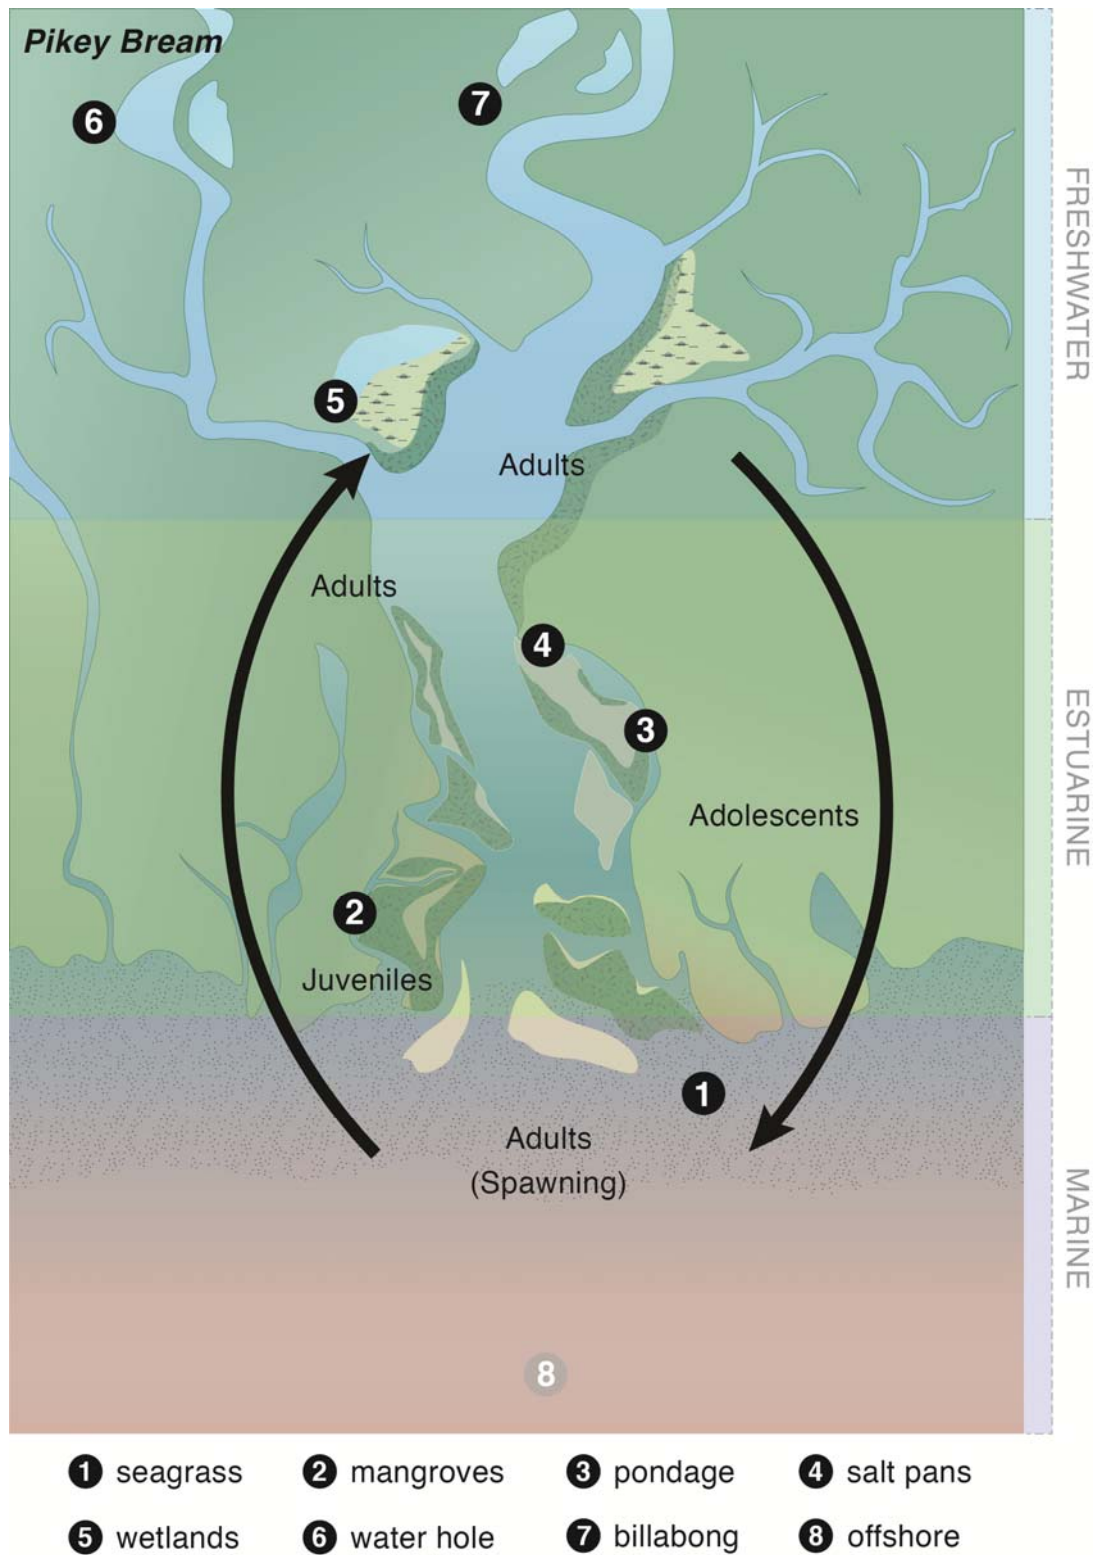 Pikey Bream
6
7
FRESHWATER
5
Adults
Adults
4
3
ESTUARINE
Adolescents
2
Juveniles
1
Adults
(Spawning)
MARINE
8
1 seagrass 2 mangroves 3 pondage 4 salt pans
5 wetlands 6 water hole 7 billabong 8 offshore